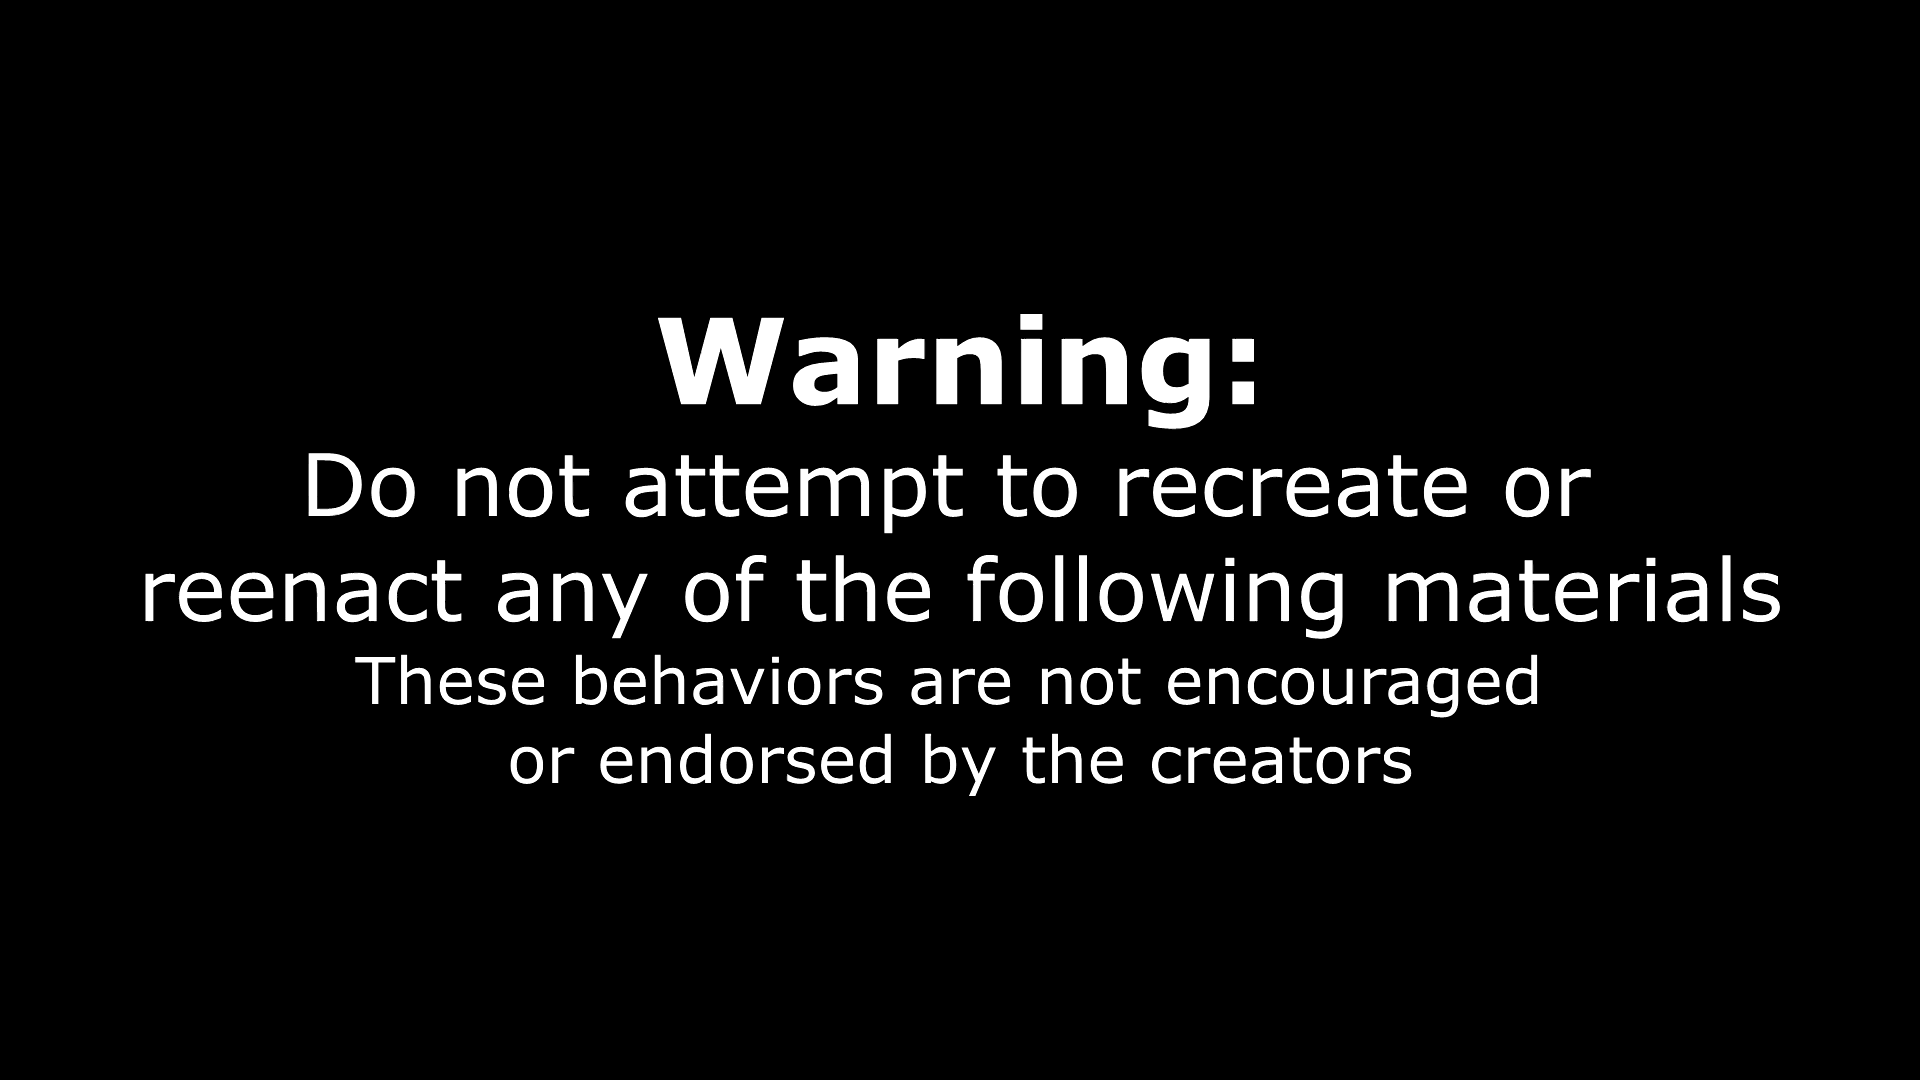 Warning:
Do not attempt to recreate or
reenact any of the following materials
These behaviors are not encouraged
or endorsed by the creators